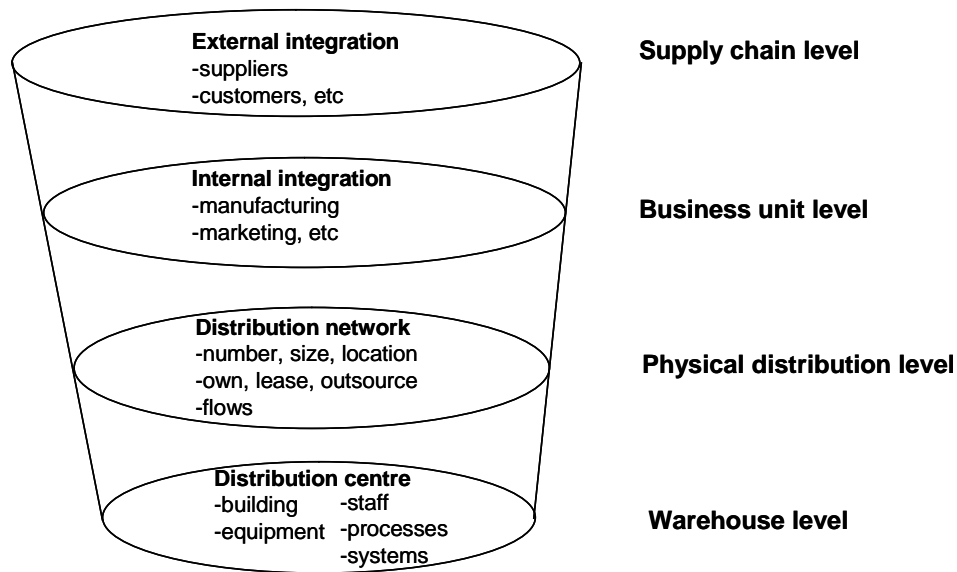 External integration
-suppliers
-customers, etc
Supply chain level
Internal integration
-manufacturing
-marketing, etc
Business unit level
Distribution network
-number, size, location
-own, lease, outsource
-flows
Physical distribution level
Distribution centre
-building
-equipment
-staff
-processes
-systems
Warehouse level